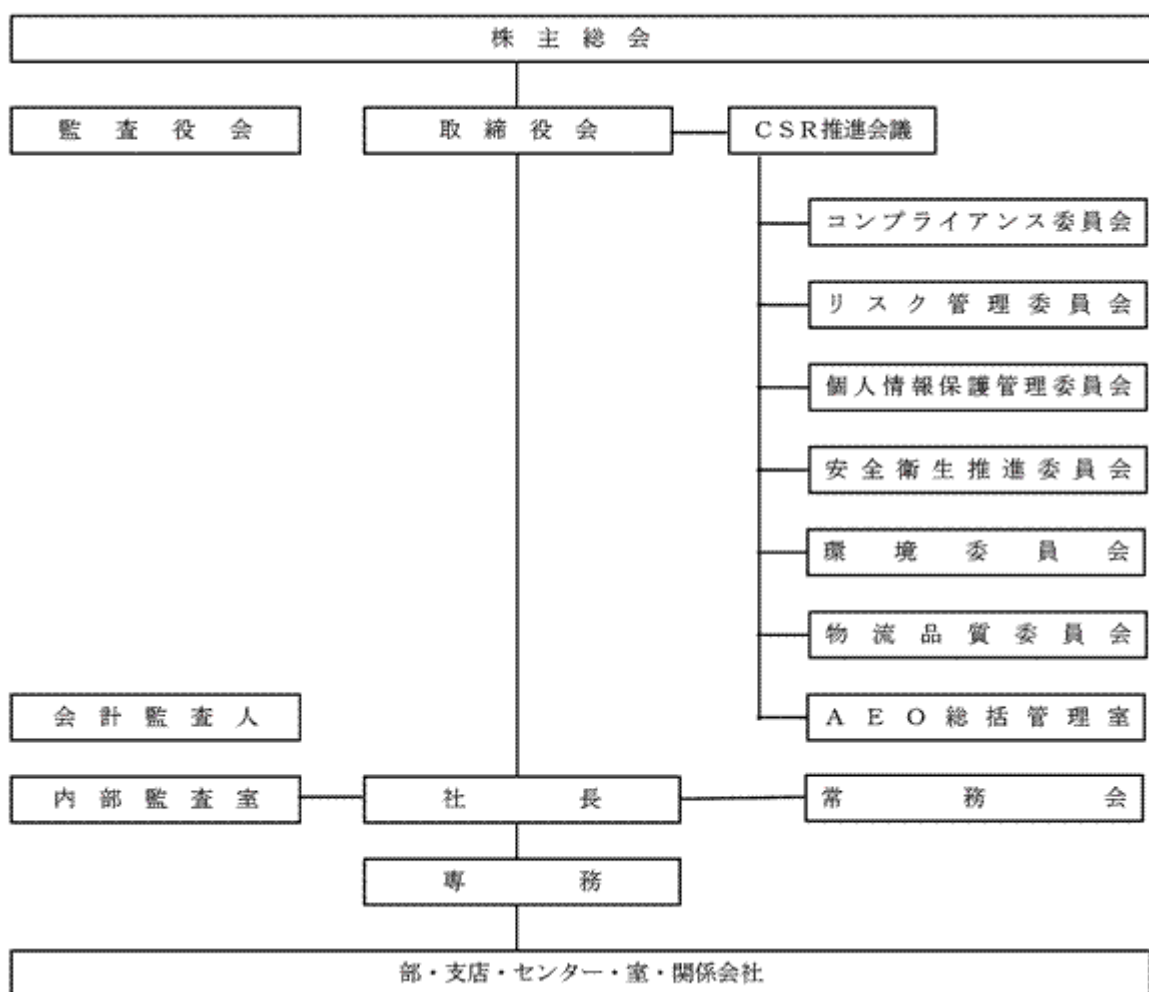 株主総会
監査役会
取締役会
CSR推進会議
コンプライアンス委員会
リスク管理委員会
個人情報保護管理委員会
安全衛生推進委員会
環境委員会
物流品質委員会
会計監査人
AEO総括管理室
内部監査室
社長
常務会
専務
部・支店・センター・室・関係会社